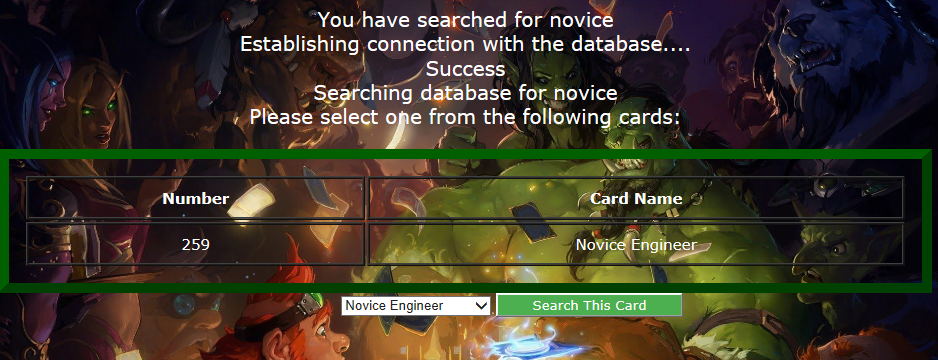 You have searched for novice
Establishing connection with the database....
Success
Searching database for novice
Please select one from the following cards:
Number Card Name
259 Novice Engineer
Novice Engineer Search This Card